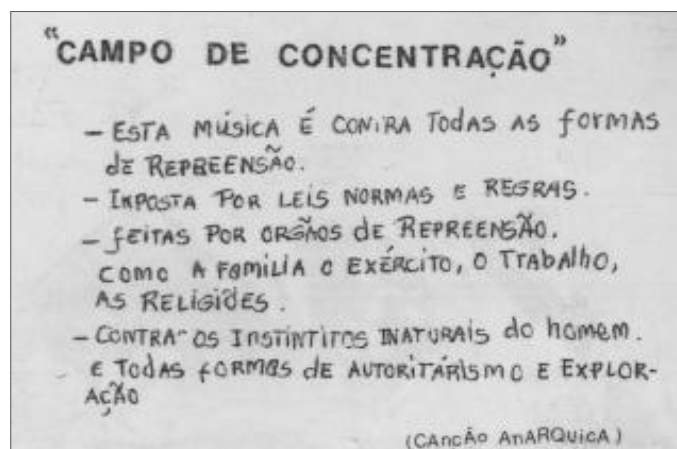 "CAMPO DE CONCENTRAÇÃO"
- ESTA MÚSICA É CONTRA TODAS AS fORMAS
dE REPREENSÃO.
- IMPOSTA POR LEIS NORMAS E REGRAS.
- fEITAS POR ORGÃOS dE REPREENSÃO.
COMO A FAMILIA O EXÉRCITO, O TRABAlhO,
AS RELIGIÕES.
- CONTRA OS INSTINTITOS NATURAIS do homem.
E TOdAS fORMAS dE AUTORITÁRISMO E EXPLOR-
AÇÃO
(CAnCÃO AnARQUiCA)